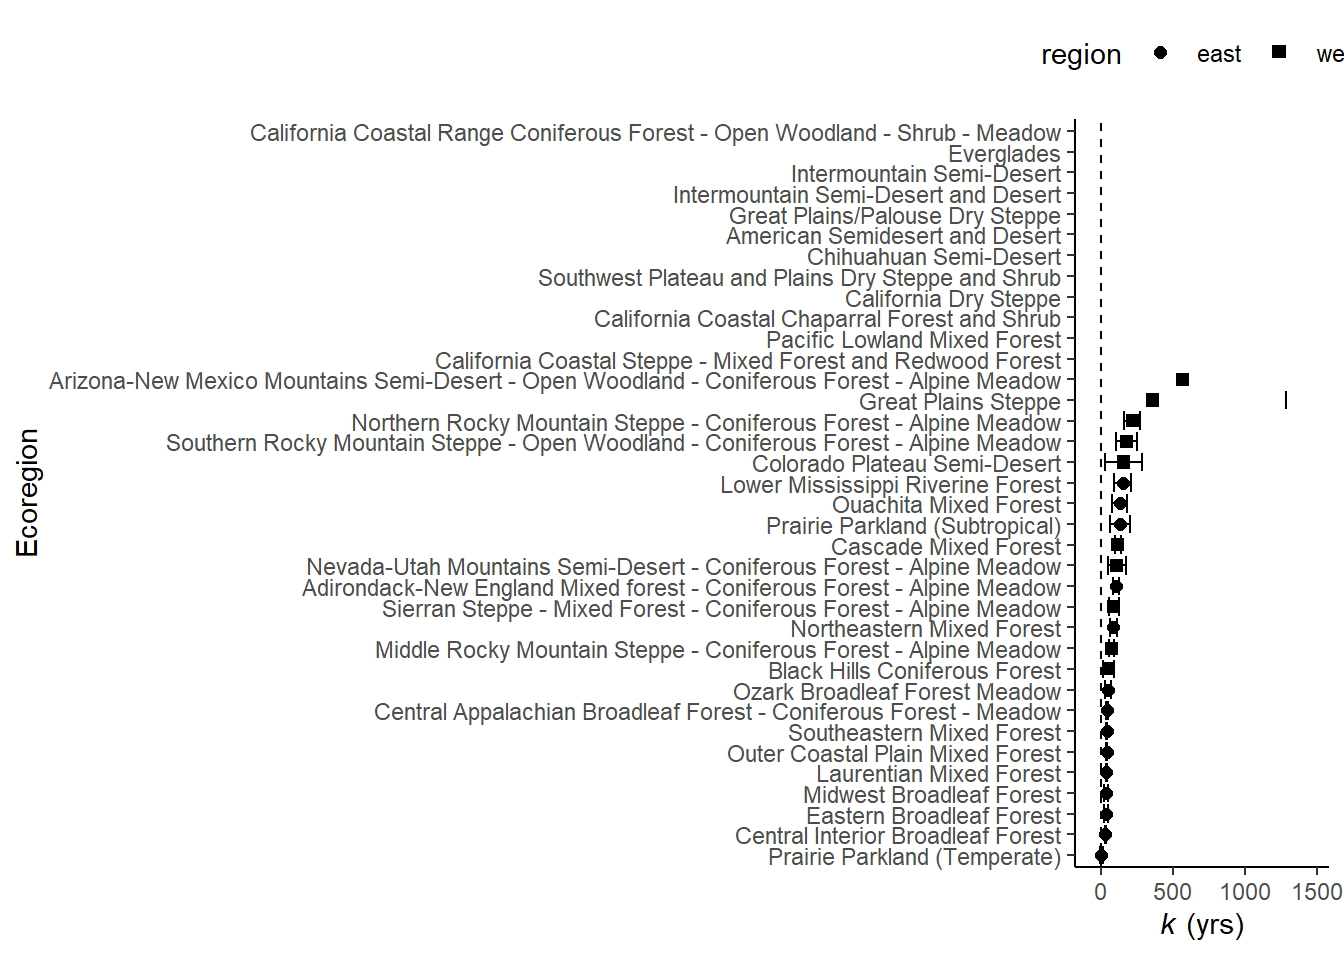 region east we
California Coastal Range Coniferous Forest - Open Woodland - Shrub - Meadow
Everglades
Intermountain Semi-Desert
Intermountain Semi-Desert and Desert
Great Plains/Palouse Dry Steppe
American Semidesert and Desert
Chihuahuan Semi-Desert
Southwest Plateau and Plains Dry Steppe and Shrub
California Dry Steppe
California Coastal Chaparral Forest and Shrub
Pacific Lowland Mixed Forest
California Coastal Steppe - Mixed Forest and Redwood Forest
Arizona-New Mexico Mountains Semi-Desert - Open Woodland - Coniferous Forest - Alpine Meadow
Great Plains Steppe
Northern Rocky Mountain Steppe - Coniferous Forest - Alpine Meadow
Southern Rocky Mountain Steppe - Open Woodland - Coniferous Forest - Alpine Meadow
Colorado Plateau Semi-Desert
Lower Mississippi Riverine Forest
Ouachita Mixed Forest
Prairie Parkland (Subtropical)
Cascade Mixed Forest
Nevada-Utah Mountains Semi-Desert - Coniferous Forest - Alpine Meadow
Adirondack-New England Mixed forest - Coniferous Forest - Alpine Meadow
Sierran Steppe - Mixed Forest - Coniferous Forest - Alpine Meadow
Northeastern Mixed Forest
Middle Rocky Mountain Steppe - Coniferous Forest - Alpine Meadow
Black Hills Coniferous Forest
Ozark Broadleaf Forest Meadow
Central Appalachian Broadleaf Forest - Coniferous Forest - Meadow
Southeastern Mixed Forest
Outer Coastal Plain Mixed Forest
Laurentian Mixed Forest
Midwest Broadleaf Forest
Eastern Broadleaf Forest
Central Interior Broadleaf Forest
Prairie Parkland (Temperate)
Ecoregion
0 500 1000 1500
k (yrs)